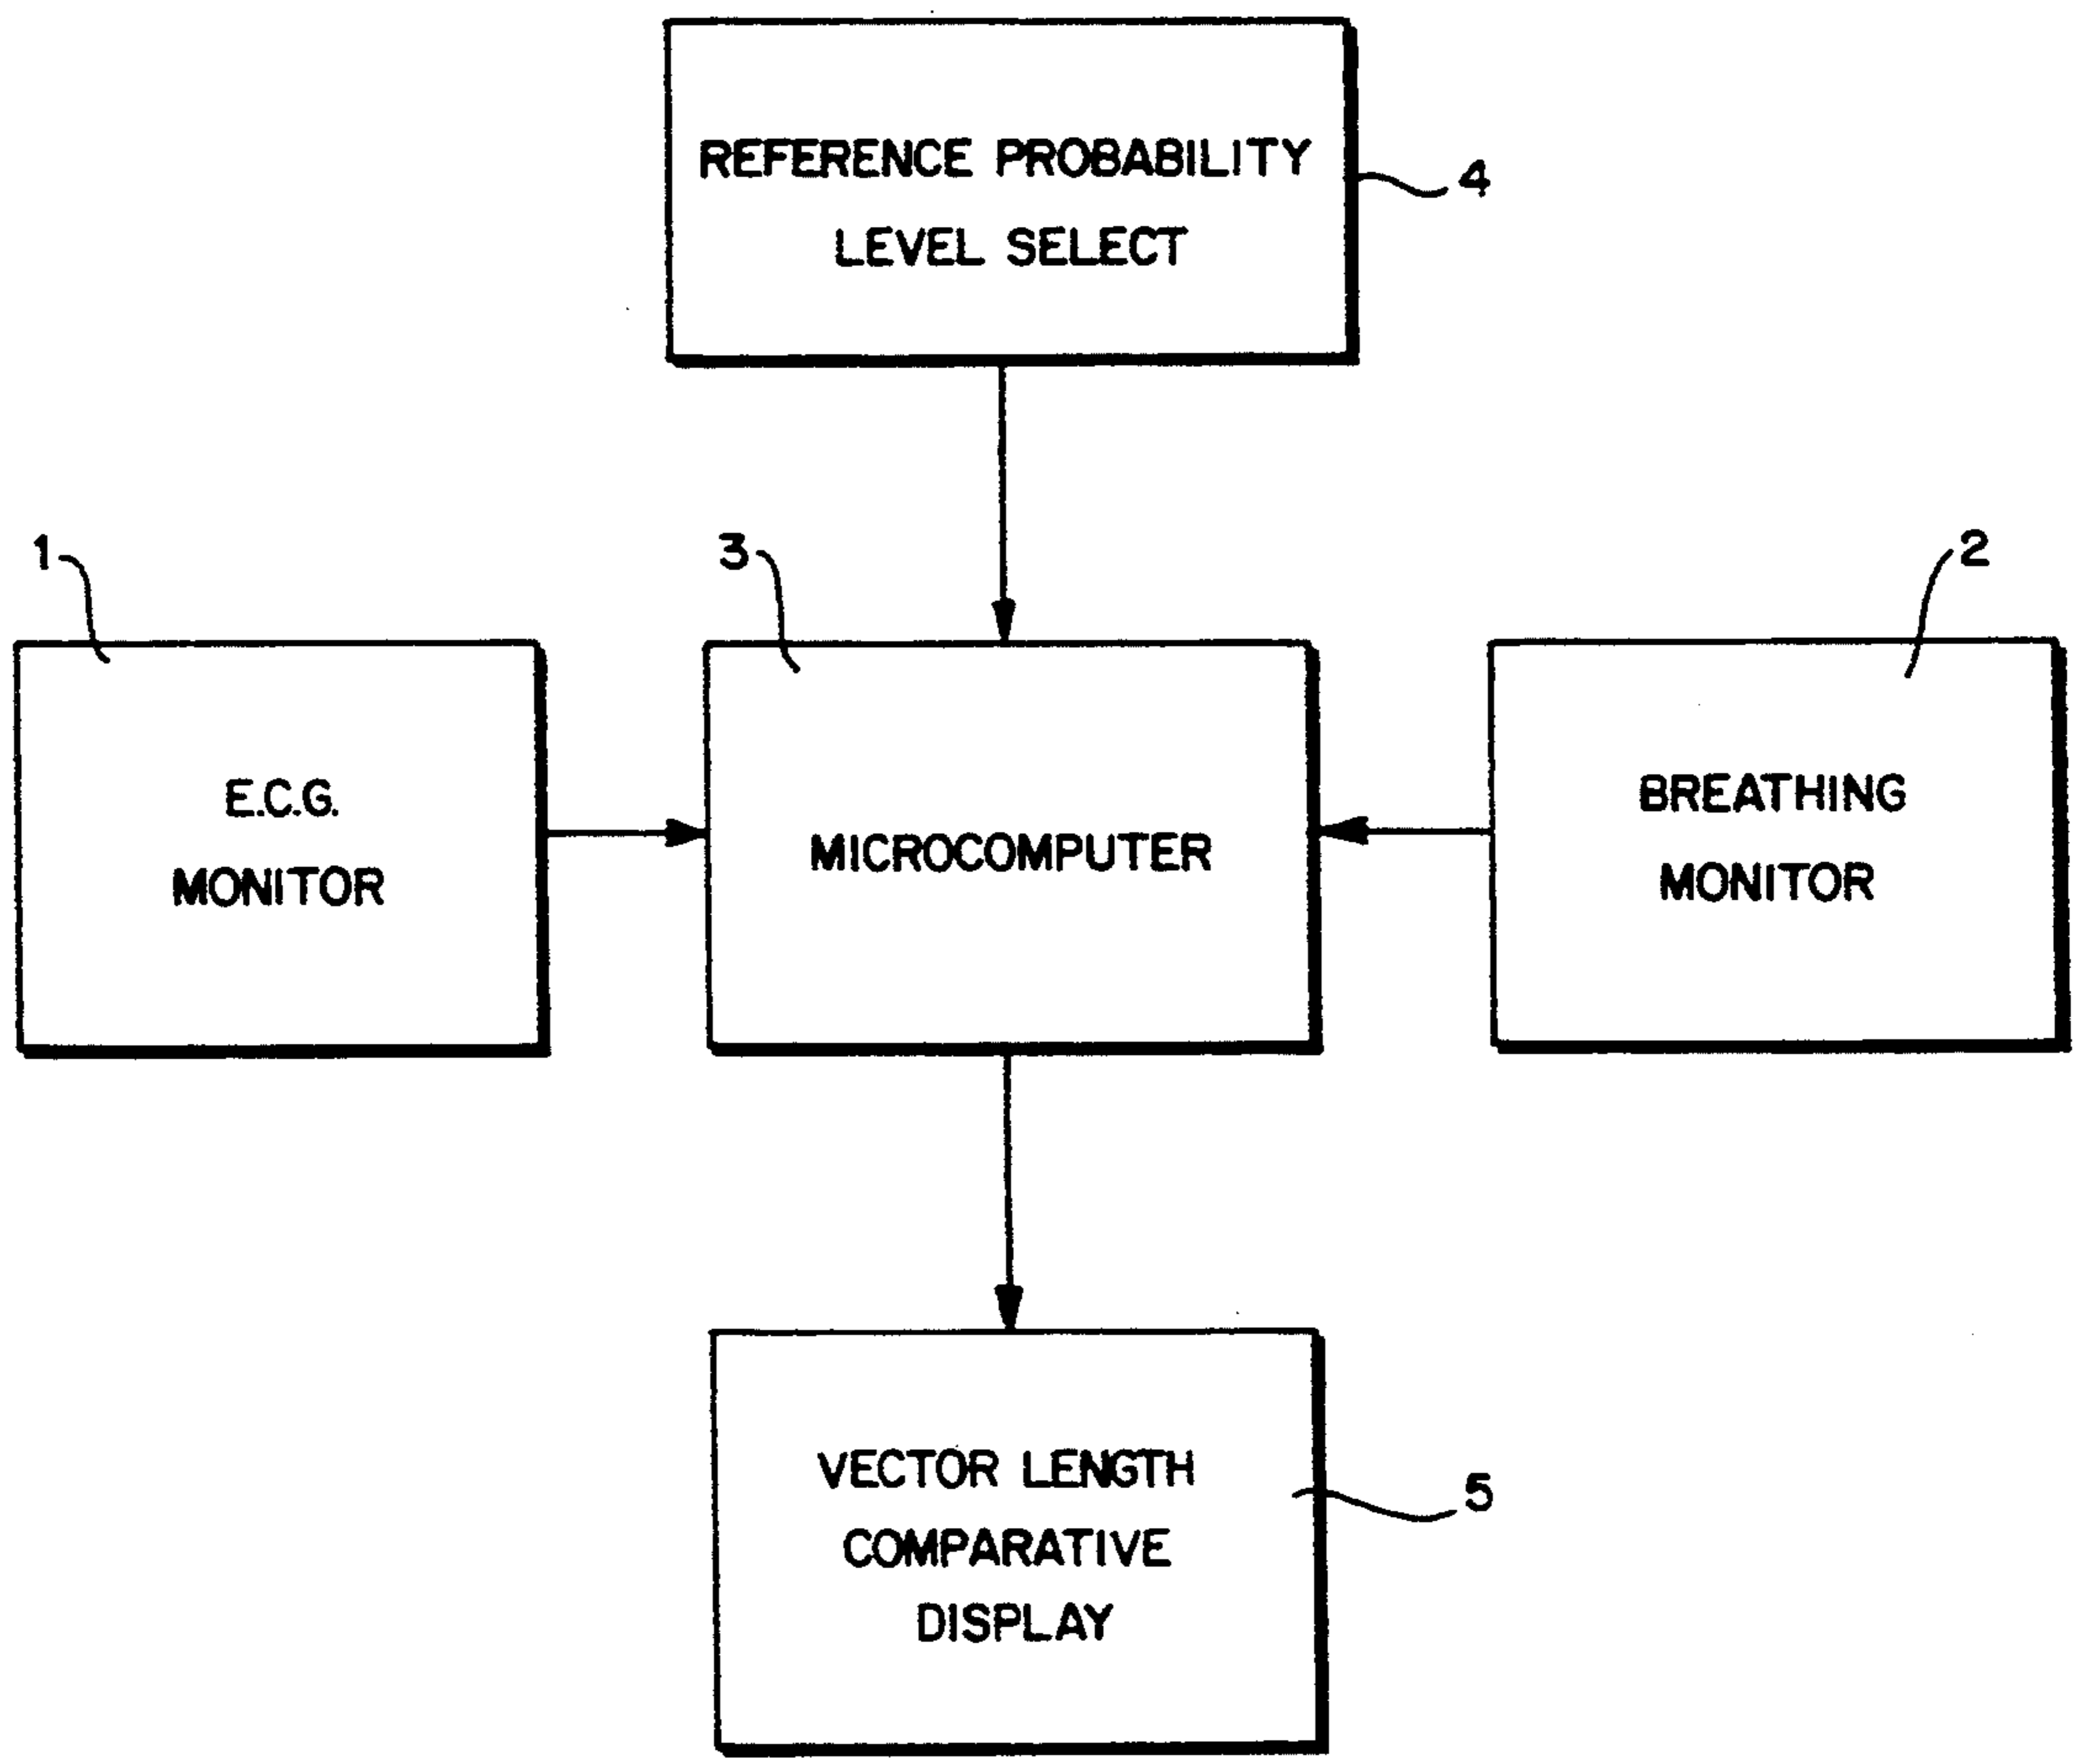 REFERENCE PROBABILITY
LEVEL SELECT
4
1
3
2
E.C.G.
MONITOR
MICROCOMPUTER
BREATHING
MONITOR
VECTOR LENGTH
COMPARATIVE
DISPLAY
5